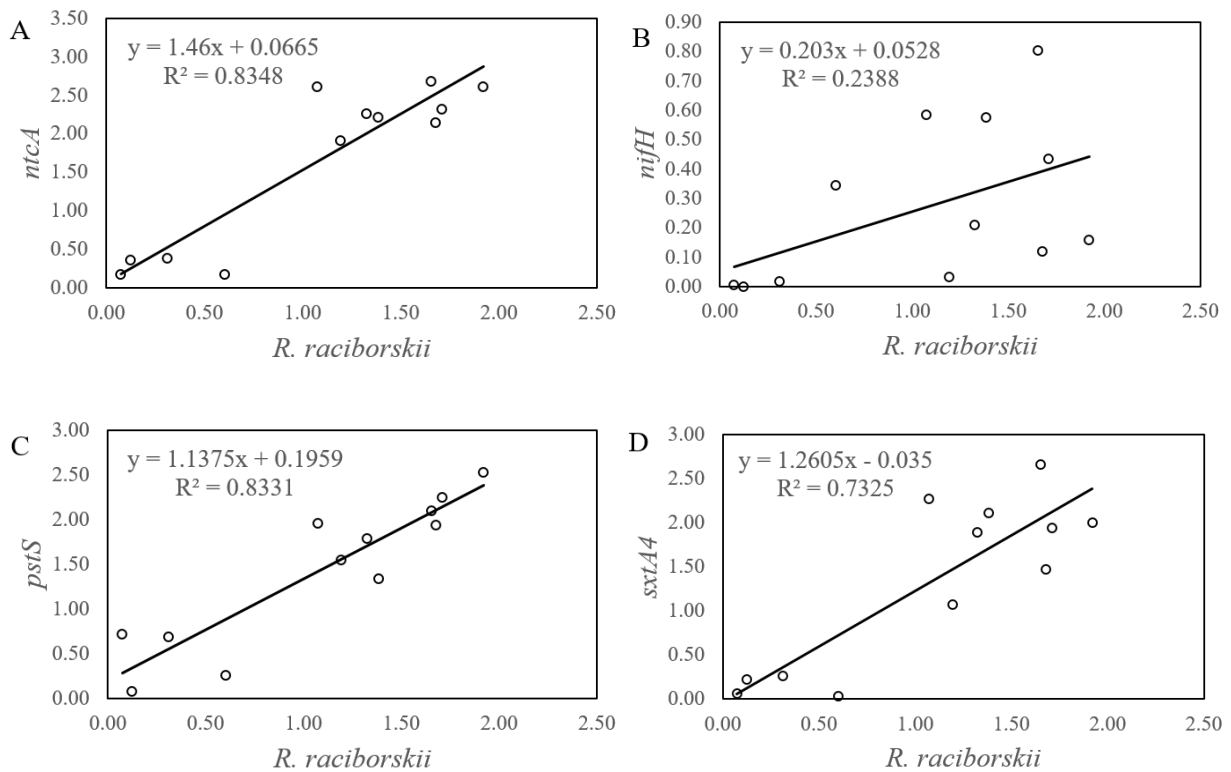 A
3.50
3.00
2.50
2.00
1.50
1.00
0.50
0.00
ntcA
y = 1.46x + 0.0665
R² = 0.8348
0.00 0.50 1.00 1.50 2.00 2.50
R. raciborskii
B
0.90
0.80
0.70
0.60
0.50
0.40
0.30
0.20
0.10
0.00
nifH
y = 0.203x + 0.0528
R² = 0.2388
0.00 0.50 1.00 1.50 2.00 2.50
R. raciborskii
C
3.00
2.50
2.00
1.50
1.00
0.50
0.00
pstS
y = 1.1375x + 0.1959
R² = 0.8331
0.00 0.50 1.00 1.50 2.00 2.50
R. raciborskii
D
3.00
2.50
2.00
1.50
1.00
0.50
0.00
sxtA4
y = 1.2605x - 0.035
R² = 0.7325
0.00 0.50 1.00 1.50 2.00 2.50
R. raciborskii